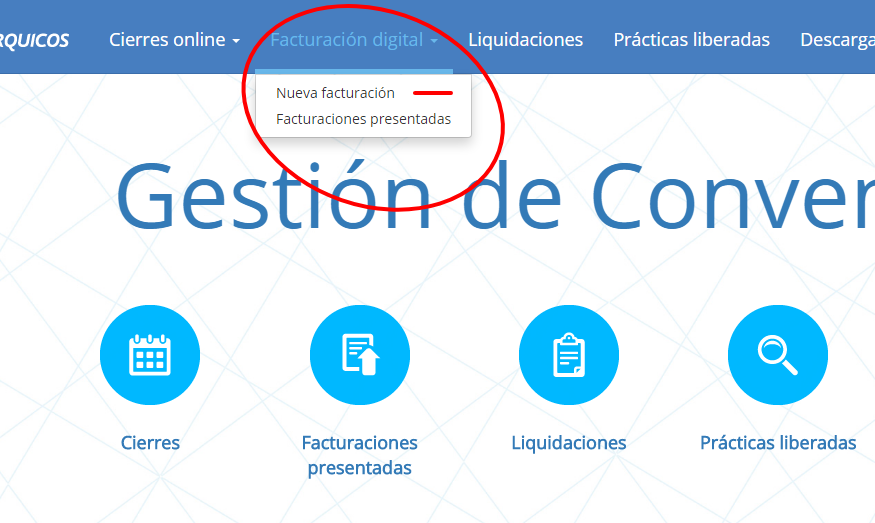 RQUICOS Cierres online Facturación digital Liquidaciones Prácticas liberadas Descarga
Nueva facturación
Facturaciones presentadas
Gestión de Conven
Cierres
Facturaciones
presentadas
Liquidaciones
Prácticas liberadas